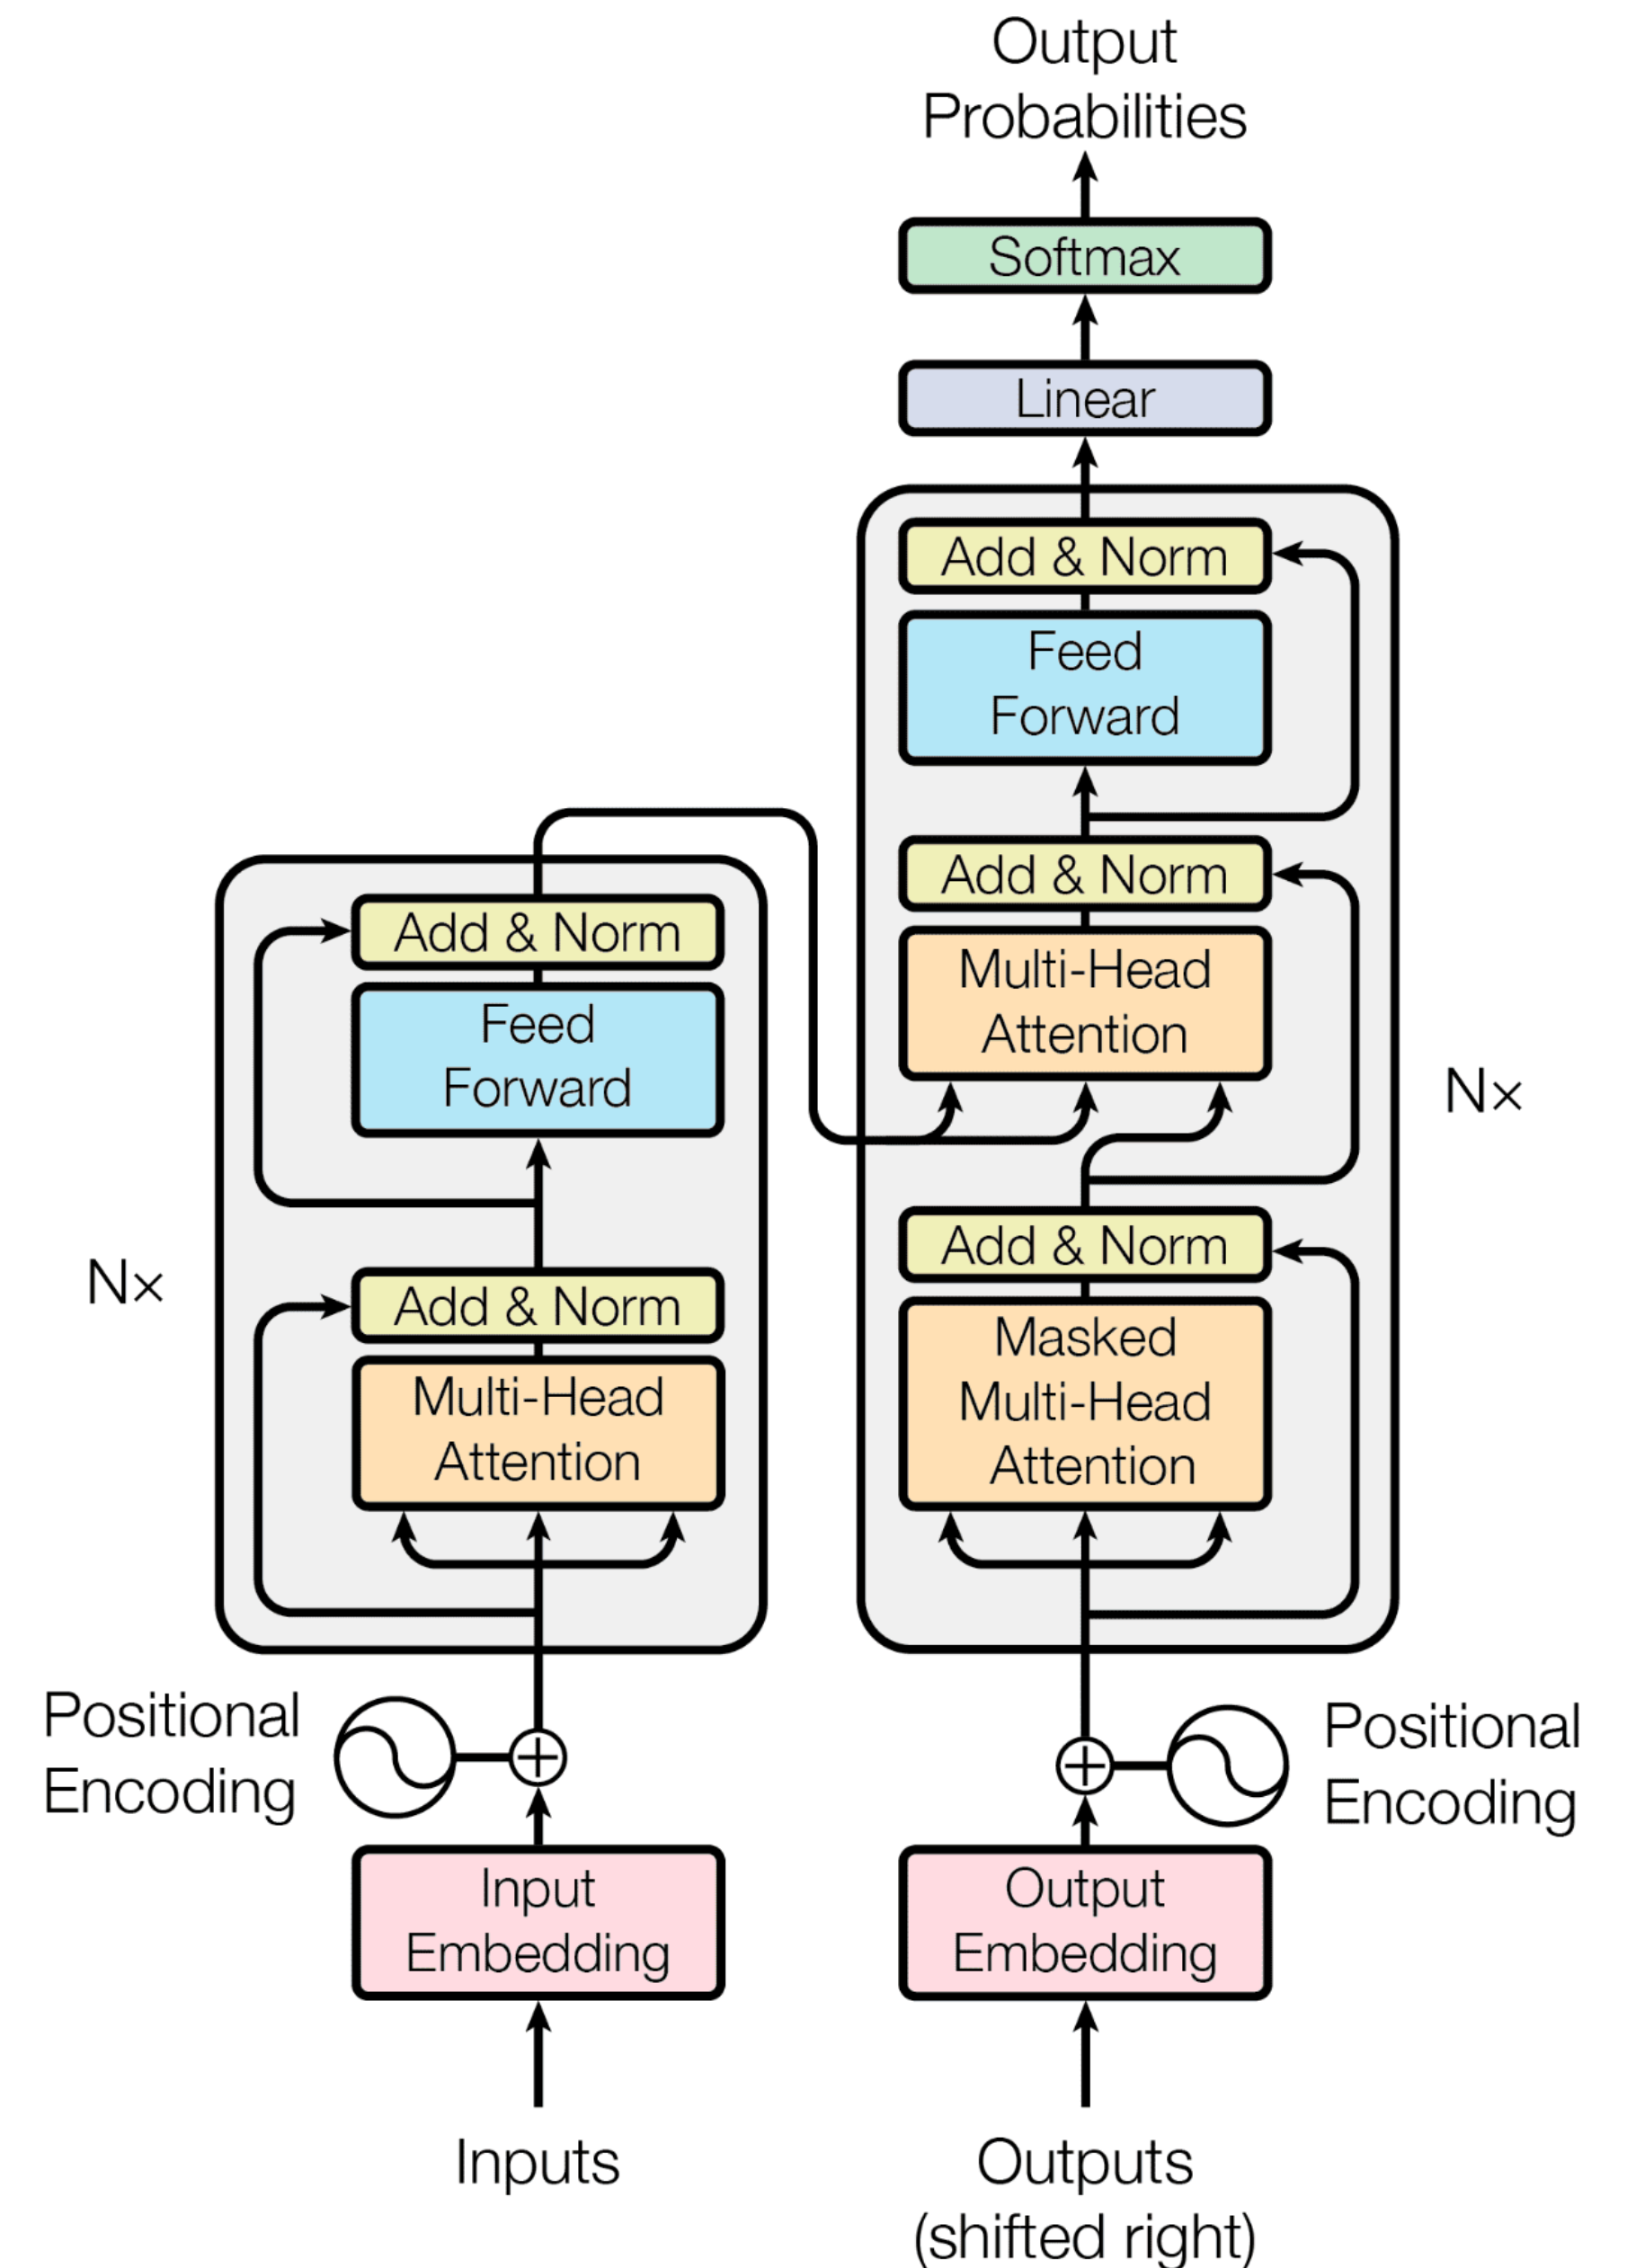 Output
Probabilities
Softmax
Linear
Add & Norm
Feed
Forward
Add & Norm
Multi-Head
Attention
Nx
Add & Norm
Masked
Multi-Head
Attention
Add & Norm
Feed
Forward
Nx
Add & Norm
Multi-Head
Attention
Positional
Encoding
Positional
Encoding
Input
Embedding
Output
Embedding
Inputs
Outputs
(shifted right)